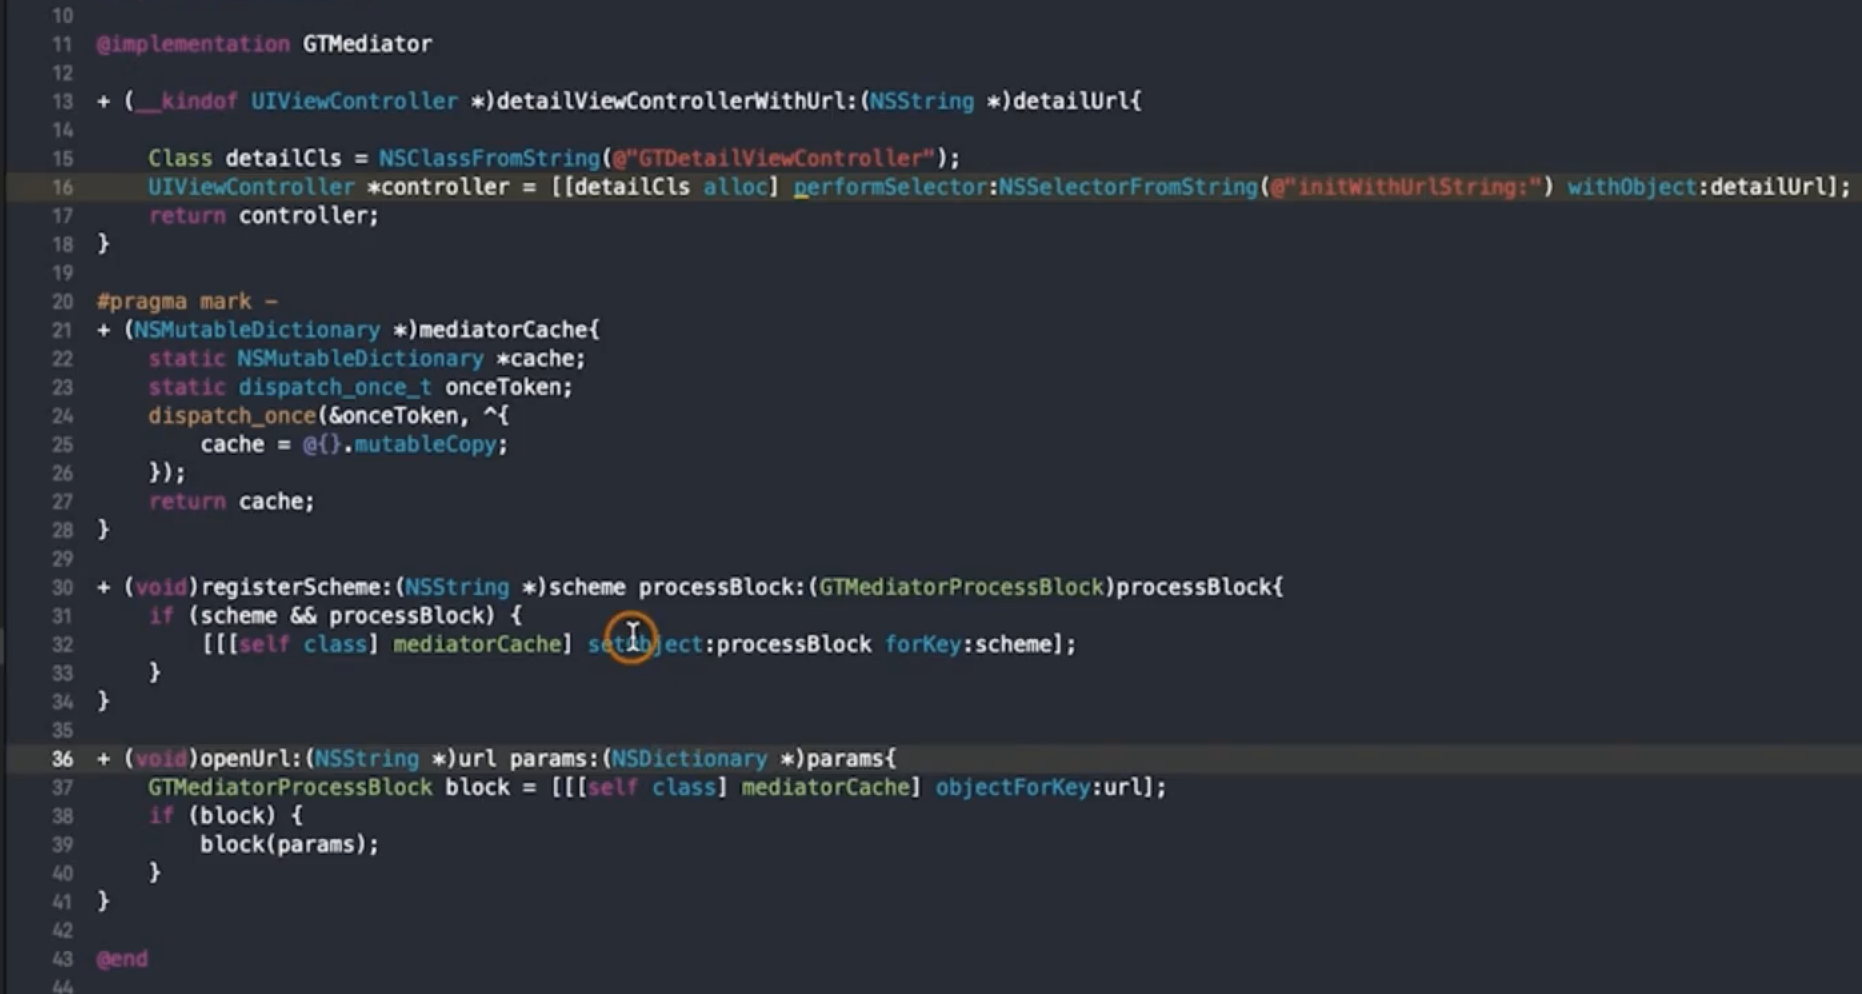 10
11 @implementation GTMediator
12
13 + (__kindof UIViewController *)detailViewControllerWithUrl:(NSString *)detailUrl{
14
15     Class detailCls = NSClassFromString(@"GTDetailViewController");
16     UIViewController *controller = [[detailCls alloc] performSelector:NSSelectorFromString(@"initWithUrlString:") withObject:detailUrl];
17     return controller;
18 }
19
20 #pragma mark -
21 + (NSMutableDictionary *)mediatorCache{
22     static NSMutableDictionary *cache;
23     static dispatch_once_t onceToken;
24     dispatch_once(&onceToken, ^{
25         cache = @{}.mutableCopy;
26     });
27     return cache;
28 }
29
30 + (void)registerScheme:(NSString *)scheme processBlock:(GTMediatorProcessBlock)processBlock{
31     if (scheme && processBlock) {
32         [[[self class] mediatorCache] setObject:processBlock forKey:scheme];
33     }
34 }
35
36 + (void)openUrl:(NSString *)url params:(NSDictionary *)params{
37     GTMediatorProcessBlock block = [[[self class] mediatorCache] objectForKey:url];
38     if (block) {
39         block(params);
40     }
41 }
42
43 @end
44